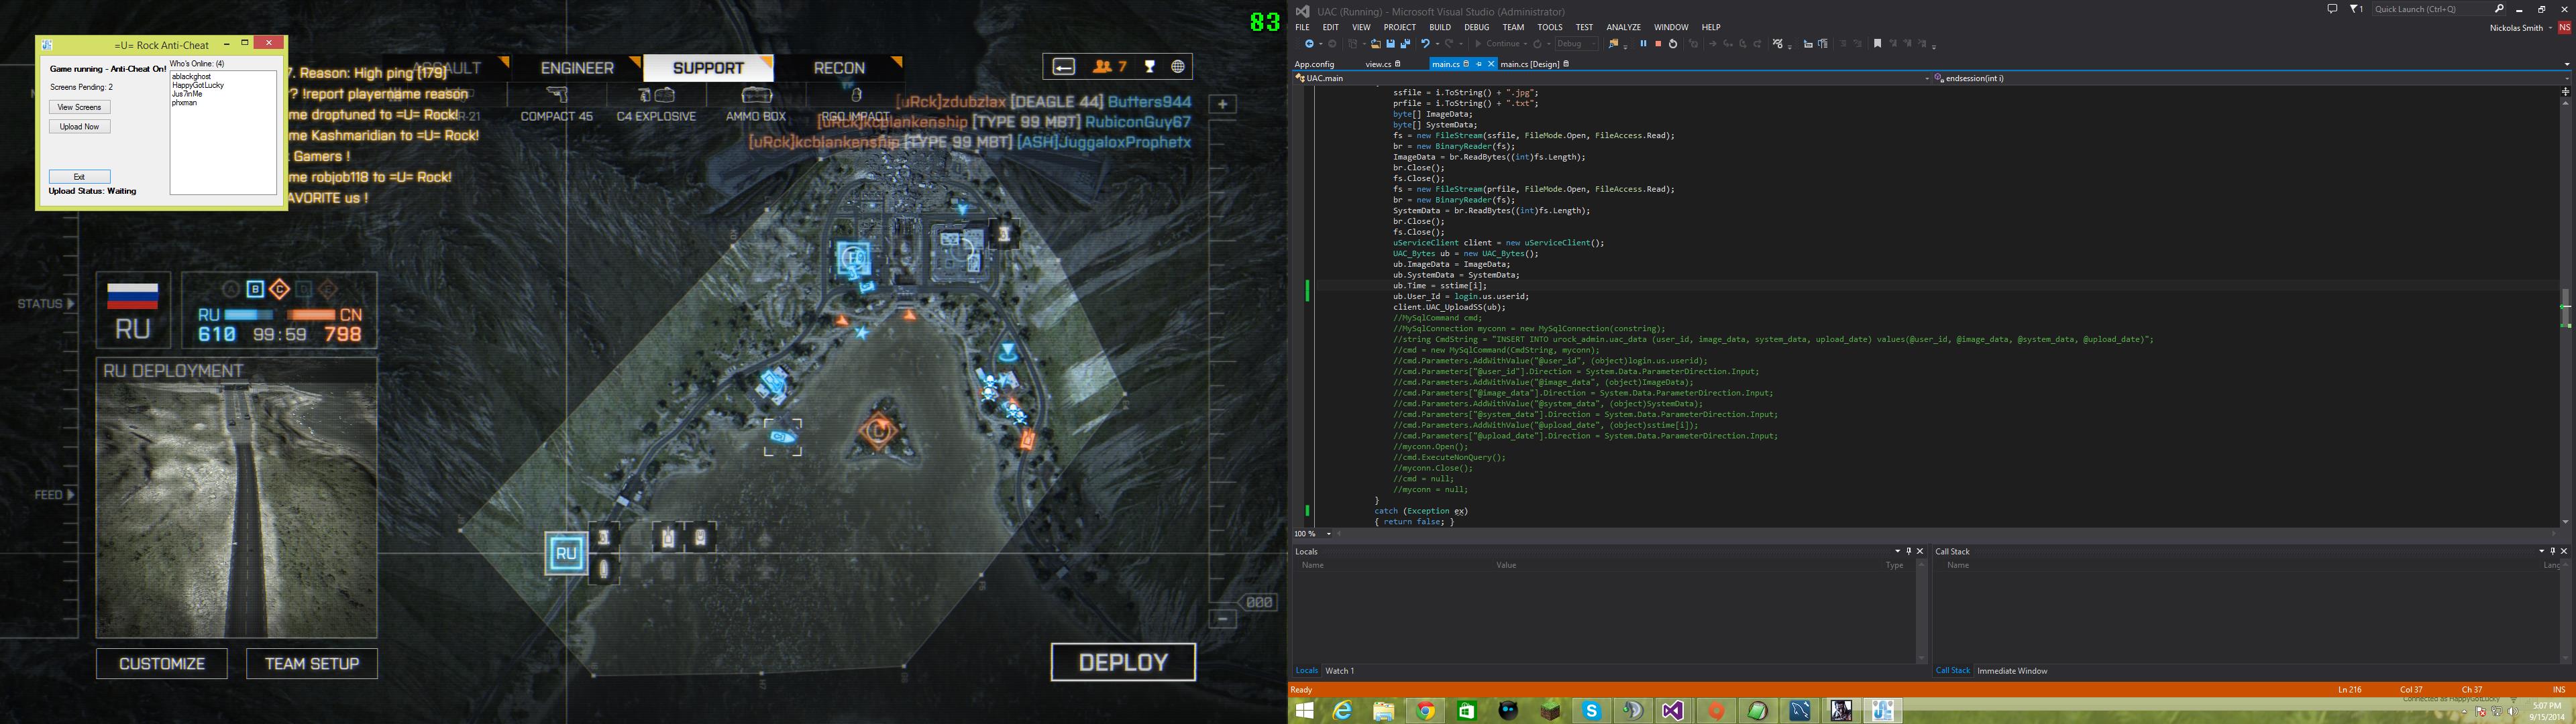 83
=U= Rock Anti-Cheat
Game running - Anti-Cheat On!
Who's Online: (4)
Screens Pending: 2
View Screens
Upload Now
Exit
Upload Status: Waiting
ablackghost
HappyGotLucky
Jus7inMe
phxman
7. Reason: High ping [179]
? !report playername reason
me droptuned to =U= Rock!
me Kashmaridian to =U= Rock!
Gamers !
me robjob118 to =U= Rock!
AVORITE us !
ASSAULT
ENGINEER
SUPPORT
RECON
7
R-21
COMPACT 45
C4 EXPLOSIVE
AMMO BOX
RGO IMPACT
[uRck]zdubzlax [DEAGLE 44] Butters944
[uRck]kcblankenship [TYPE 99 MBT] RubiconGuy67
[uRck]kcblankenship [TYPE 99 MBT] [ASH]JuggaloxProphetx
STATUS
RU
A B C D E
RU CN
610 99:59 798
RU DEPLOYMENT
FEED
C
RU
000
CUSTOMIZE
TEAM SETUP
DEPLOY
UAC (Running) - Microsoft Visual Studio (Administrator)
1
Quick Launch (Ctrl+Q)
FILE EDIT VIEW PROJECT BUILD DEBUG TEAM TOOLS TEST ANALYZE WINDOW HELP
Nickolas Smith
NS
Continue
Debug
App.config view.cs main.cs main.cs [Design]
UAC.main
endsession(int i)
ssfile = i.ToString() + ".jpg";
prfile = i.ToString() + ".txt";
byte[] ImageData;
byte[] SystemData;
fs = new FileStream(ssfile, FileMode.Open, FileAccess.Read);
br = new BinaryReader(fs);
ImageData = br.ReadBytes((int)fs.Length);
br.Close();
fs.Close();
fs = new FileStream(prfile, FileMode.Open, FileAccess.Read);
br = new BinaryReader(fs);
SystemData = br.ReadBytes((int)fs.Length);
br.Close();
fs.Close();
uServiceClient client = new uServiceClient();
UAC_Bytes ub = new UAC_Bytes();
ub.ImageData = ImageData;
ub.SystemData = SystemData;
ub.Time = sstime[i];
ub.User_Id = login.us.userid;
client.UAC_UploadSS(ub);
//MySqlCommand cmd;
//MySqlConnection myconn = new MySqlConnection(constring);
//string CmdString = "INSERT INTO urock_admin.uac_data (user_id, image_data, system_data, upload_date) values(@user_id, @image_data, @system_data, @upload_date)";
//cmd = new MySqlCommand(CmdString, myconn);
//cmd.Parameters.AddWithValue("@user_id", (object)login.us.userid);
//cmd.Parameters["@user_id"].Direction = System.Data.ParameterDirection.Input;
//cmd.Parameters.AddWithValue("@image_data", (object)ImageData);
//cmd.Parameters["@image_data"].Direction = System.Data.ParameterDirection.Input;
//cmd.Parameters.AddWithValue("@system_data", (object)SystemData);
//cmd.Parameters["@system_data"].Direction = System.Data.ParameterDirection.Input;
//cmd.Parameters.AddWithValue("@upload_date", (object)sstime[i]);
//cmd.Parameters["@upload_date"].Direction = System.Data.ParameterDirection.Input;
//myconn.Open();
//cmd.ExecuteNonQuery();
//myconn.Close();
//cmd = null;
//myconn = null;
}
catch (Exception ex)
{ return false; }
100 %
Locals
Name Value Type
Call Stack
Name Lang
Locals Watch 1
Call Stack Immediate Window
Ready
Ln 216 Col 37 Ch 37 INS
Connected as HappyGotLucky
5:07 PM
9/15/2014